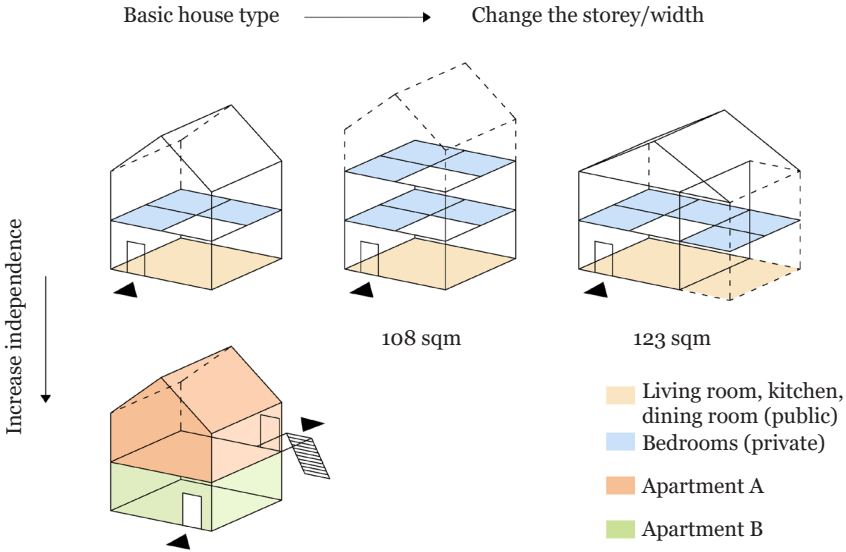 Basic house type
Change the storey/width
Increase independence
108 sqm
123 sqm
Living room, kitchen,
dining room (public)
Bedrooms (private)
Apartment A
Apartment B